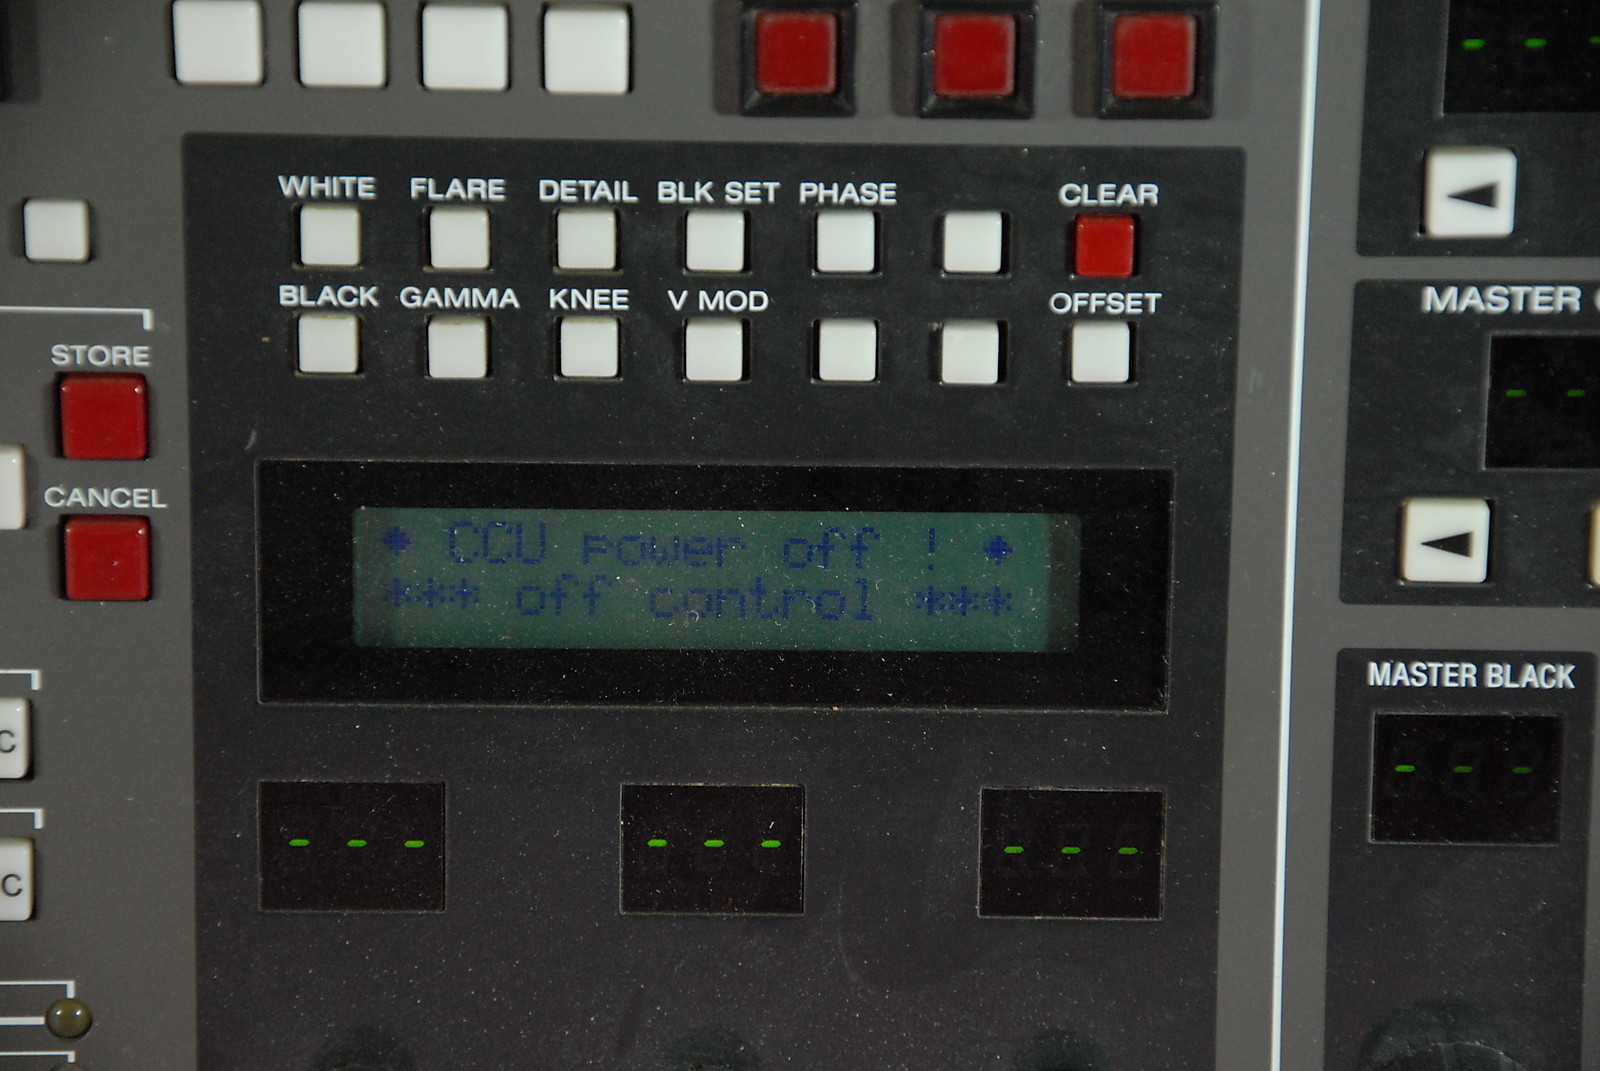 WHITE FLARE DETAIL BLK SET PHASE CLEAR
BLACK GAMMA KNEE V MOD OFFSET
STORE
CANCEL
♦ CCU power off ! ♦
*** off control ***
- - -
- - -
- - -
MASTER
MASTER BLACK
- - -
C
C